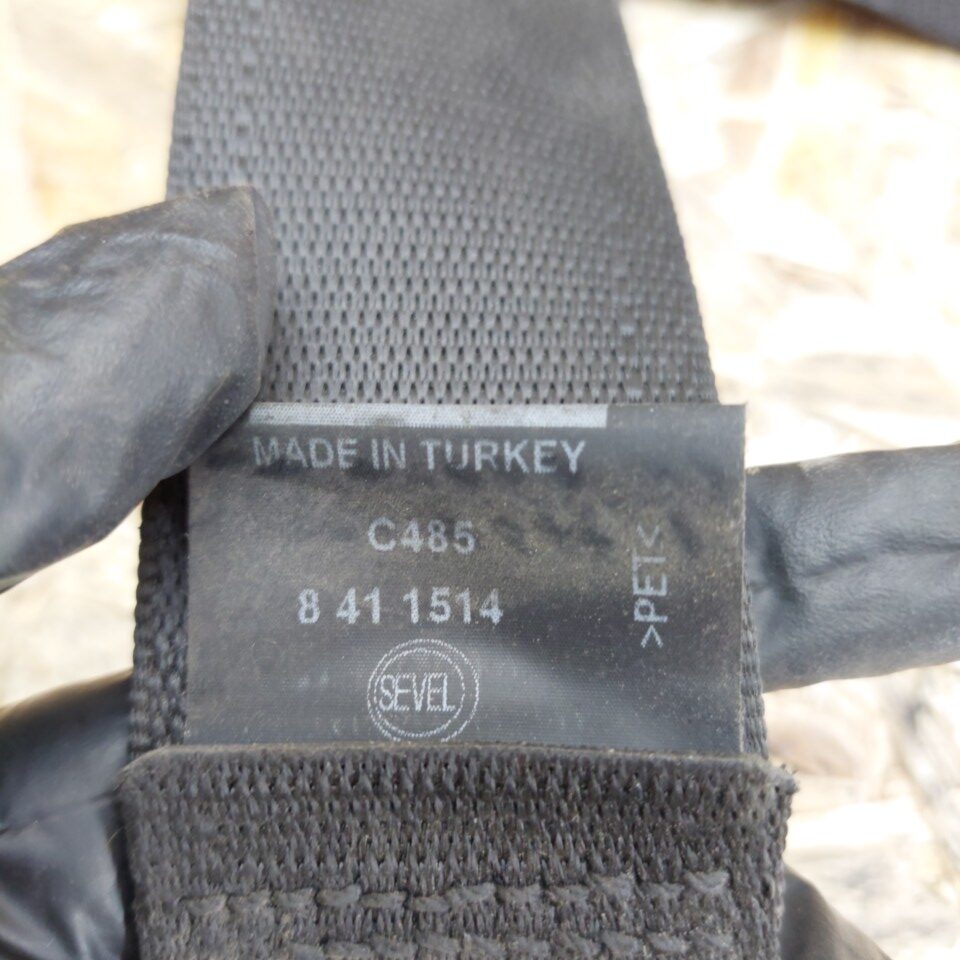 MADE IN TURKEY
C485
8 41 1514
>PET<
SEVEL